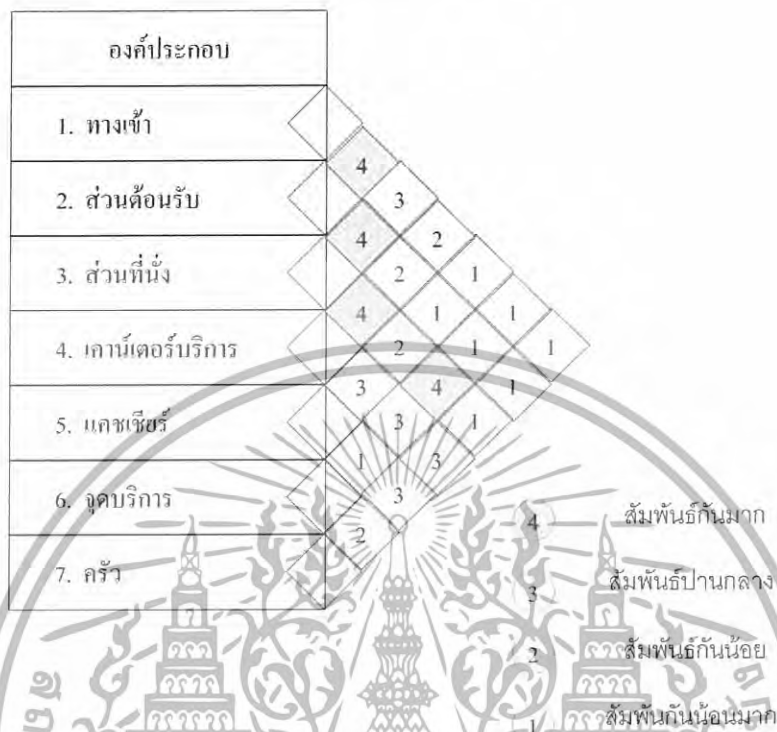 องค์ประกอบ
1. ทางเข้า
4
2. ส่วนต้อนรับ
3
4 2
3. ส่วนที่นั่ง
2 1
4 1 1
4. เคาน์เตอร์บริการ
2 1 1
3 4 1
5. แคชเชียร์
3 1
1 3
6. จุดบริการ
3
2
7. ครัว
4 สัมพันธ์กันมาก
3 สัมพันธ์ปานกลาง
2 สัมพันธ์กันน้อย
1 สัมพันกันน้อนมาก